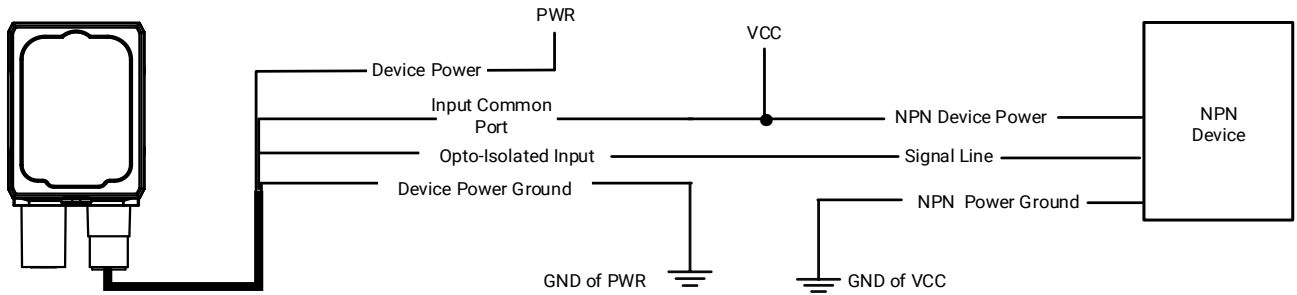 PWR
VCC
Device Power
Input Common
Port
NPN Device Power
NPN
Device
Opto-Isolated Input
Signal Line
Device Power Ground
NPN Power Ground
GND of PWR
GND of VCC